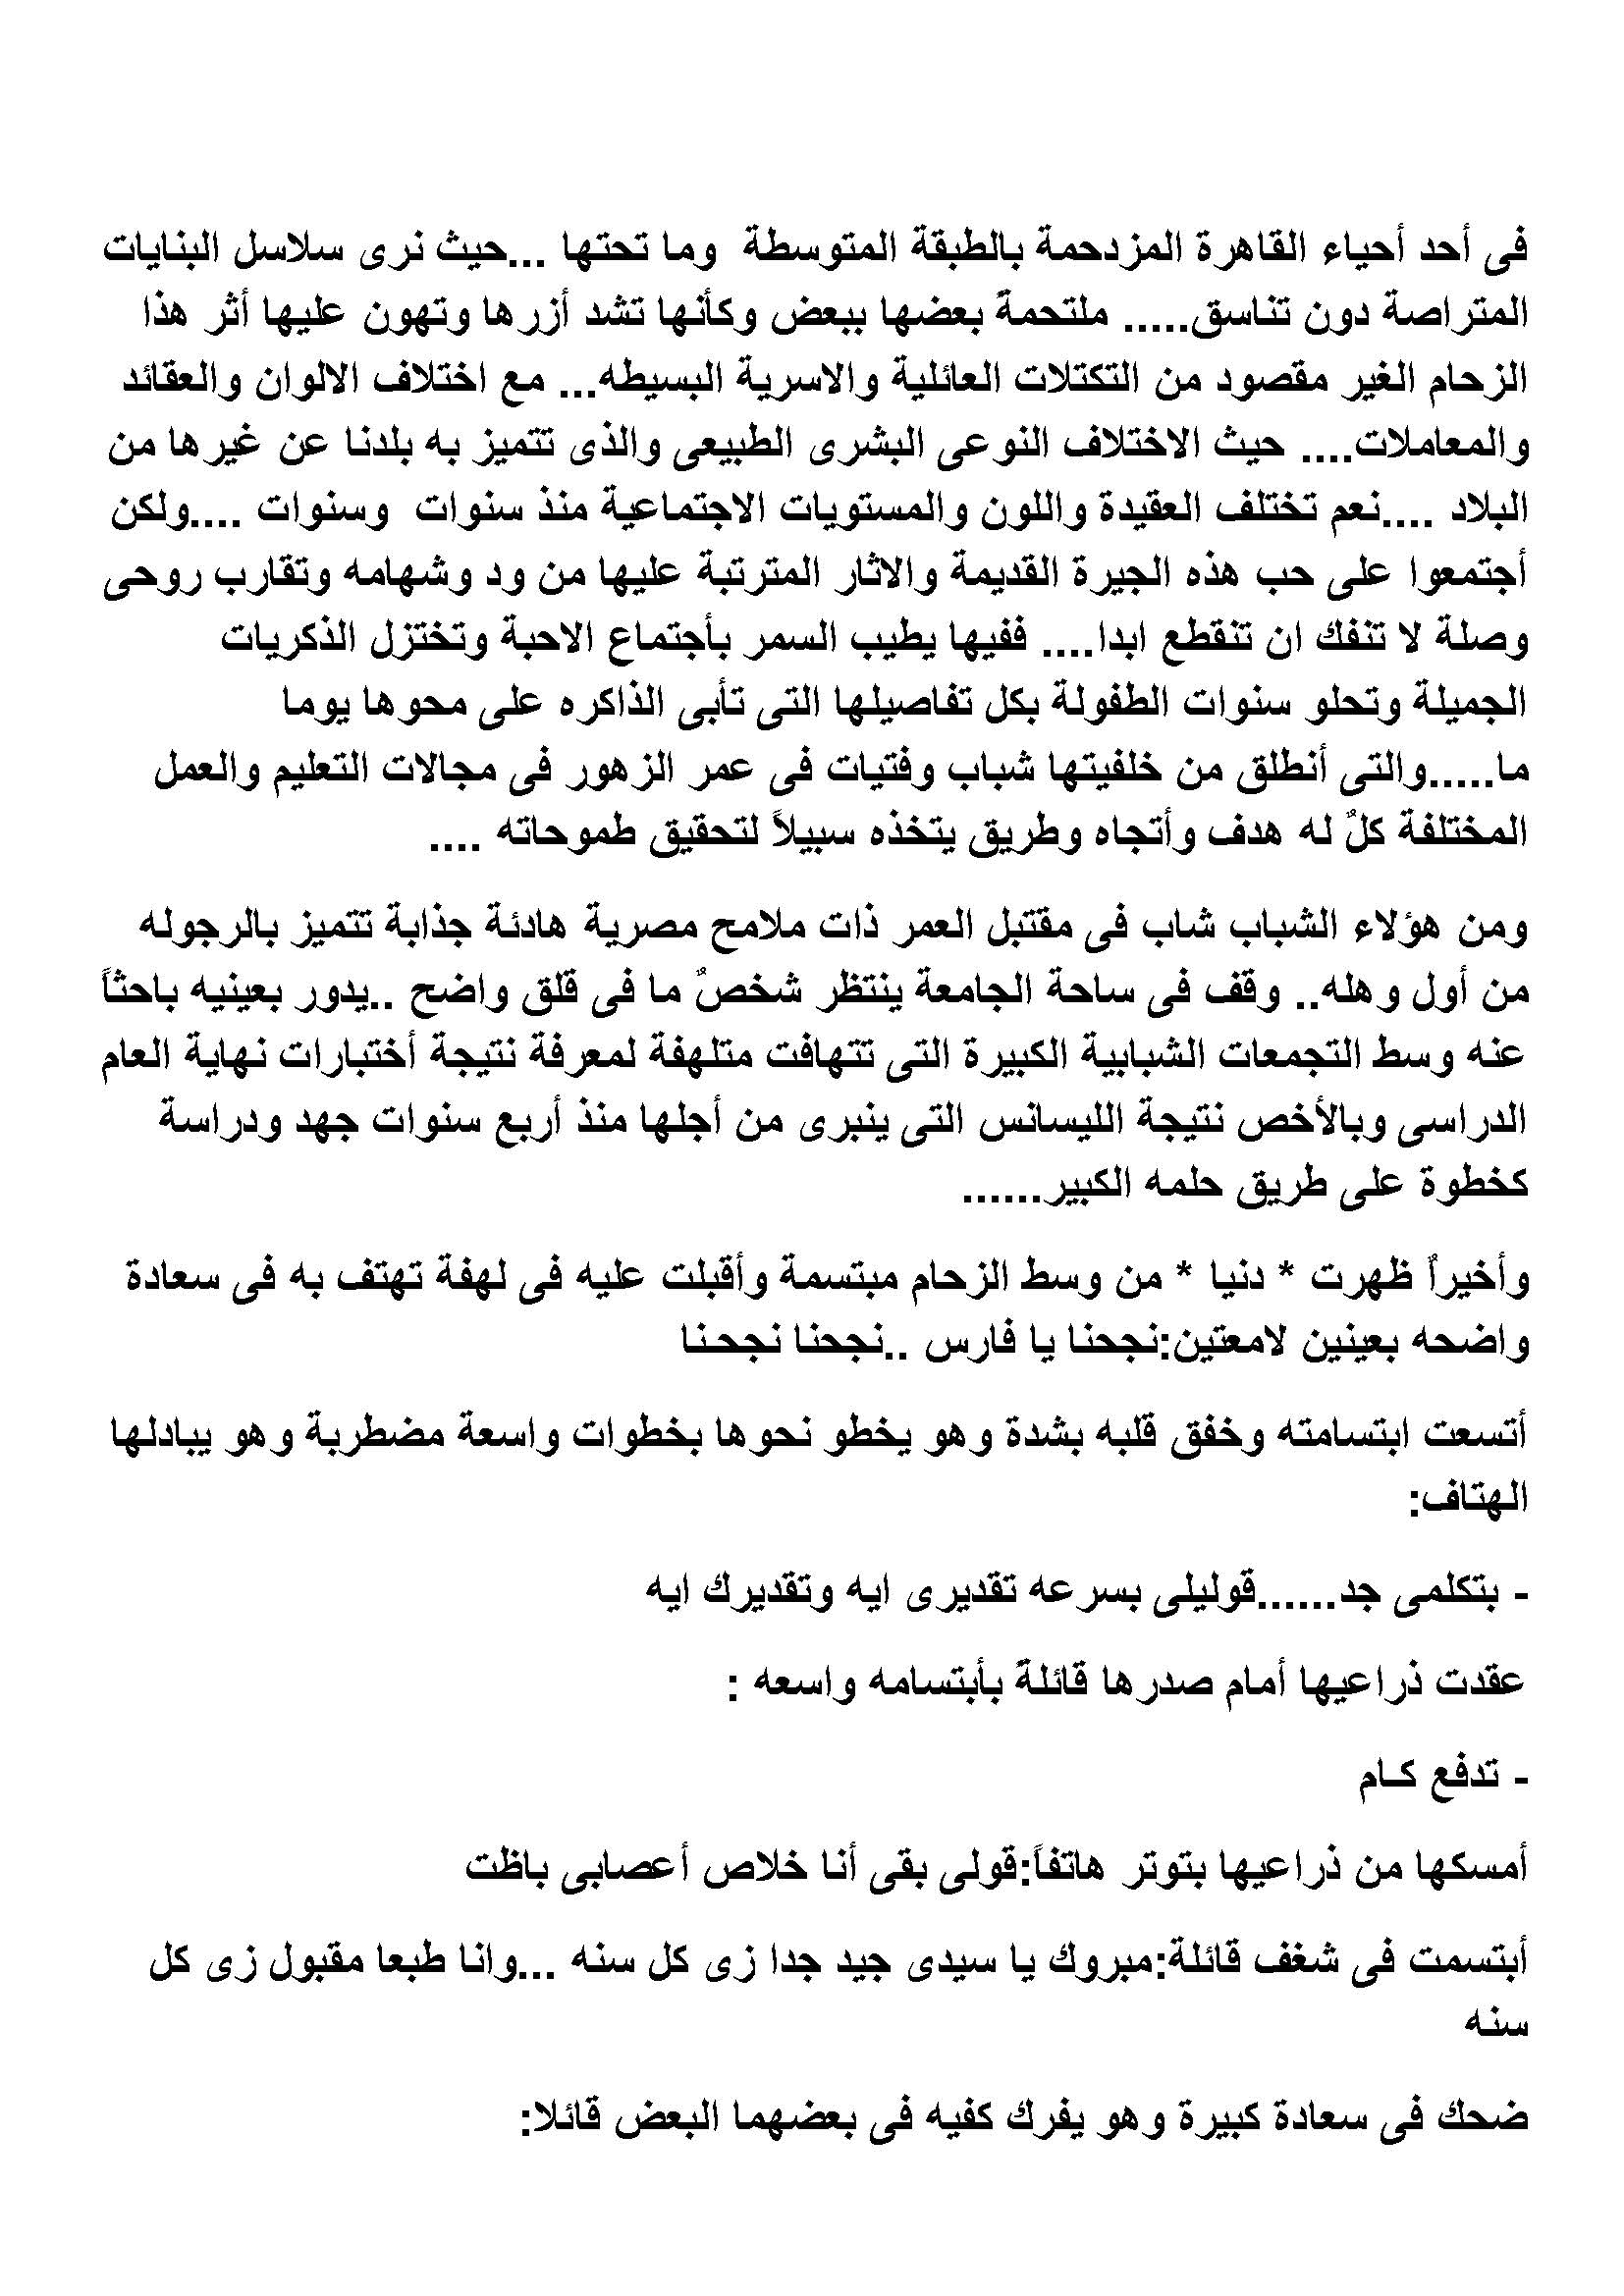 فى أحد أحياء القاهرة المزدحمة بالطبقة المتوسطة  وما تحتها ...حيث نرى سلاسل البنايات
المتراصة دون تناسق..... ملتحمةً بعضها ببعض وكأنها تشد أزرها وتهون عليها أثر هذا
الزحام الغير مقصود من التكتلات العائلية والاسرية البسيطه... مع اختلاف الالوان والعقائد
والمعاملات.... حيث الاختلاف النوعى البشرى الطبيعى والذى تتميز به بلدنا عن غيرها من
البلاد ....نعم تختلف العقيدة واللون والمستويات الاجتماعية منذ سنوات  وسنوات ....ولكن
أجتمعوا على حب هذه الجيرة القديمة والاثار المترتبة عليها من ود وشهامه وتقارب روحى
وصلة لا تنفك ان تنقطع ابدا.... ففيها يطيب السمر بأجتماع الاحبة وتختزل الذكريات
الجميلة وتحلو سنوات الطفولة بكل تفاصيلها التى تأبى الذاكره على محوها يوما
ما.....والتى أنطلق من خلفيتها شباب وفتيات فى عمر الزهور فى مجالات التعليم والعمل
المختلفة كلٌ له هدف وأتجاه وطريق يتخذه سبيلاً لتحقيق طموحاته ....
ومن هؤلاء الشباب شاب فى مقتبل العمر ذات ملامح مصرية هادئة جذابة تتميز بالرجوله
من أول وهله.. وقف فى ساحة الجامعة ينتظر شخصٌ ما فى قلق واضح ..يدور بعينيه باحثاً
عنه وسط التجمعات الشبابية الكبيرة التى تتهافت متلهفة لمعرفة نتيجة أختبارات نهاية العام
الدراسى وبالأخص نتيجة الليسانس التى ينبرى من أجلها منذ أربع سنوات جهد ودراسة
كخطوة على طريق حلمه الكبير......
وأخيراٌ ظهرت * دنيا * من وسط الزحام مبتسمة وأقبلت عليه فى لهفة تهتف به فى سعادة
واضحه بعينين لامعتين:نجحنا يا فارس ..نجحنا نجحـنـا
أتسعت ابتسامته وخفق قلبه بشدة وهو يخطو نحوها بخطوات واسعة مضطربة وهو يبادلها
الهتاف:
- بتكلمى جد......قوليلى بسرعه تقديرى ايه وتقديرك ايه
عقدت ذراعيها أمام صدرها قائلةً بأبتسامه واسعه :
- تدفع كـام
أمسكها من ذراعيها بتوتر هاتفاً:قولى بقى أنا خلاص أعصابى باظت
أبتسمت فى شغف قائلة:مبروك يا سيدى جيد جدا زى كل سنه ...وانا طبعا مقبول زى كل
سنه
ضحك فى سعادة كبيرة وهو يفرك كفيه فى بعضهما البعض قائلا: